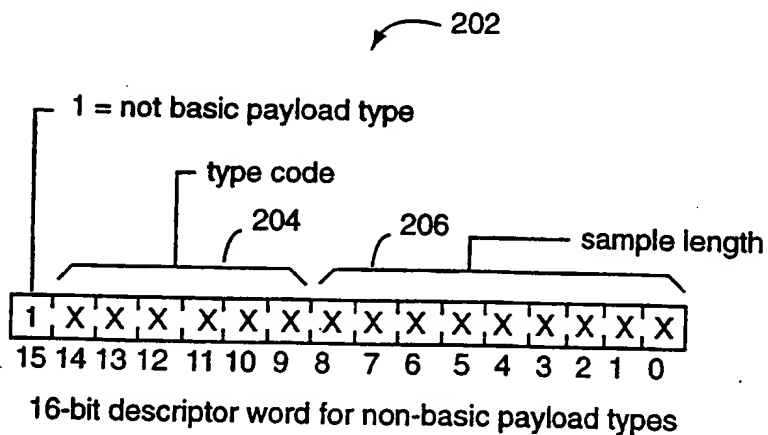 202
1 = not basic payload type
type code
204
206
sample length
1 X X X X X X X X X X X X X X X
15 14 13 12 11 10 9 8 7 6 5 4 3 2 1 0
16-bit descriptor word for non-basic payload types